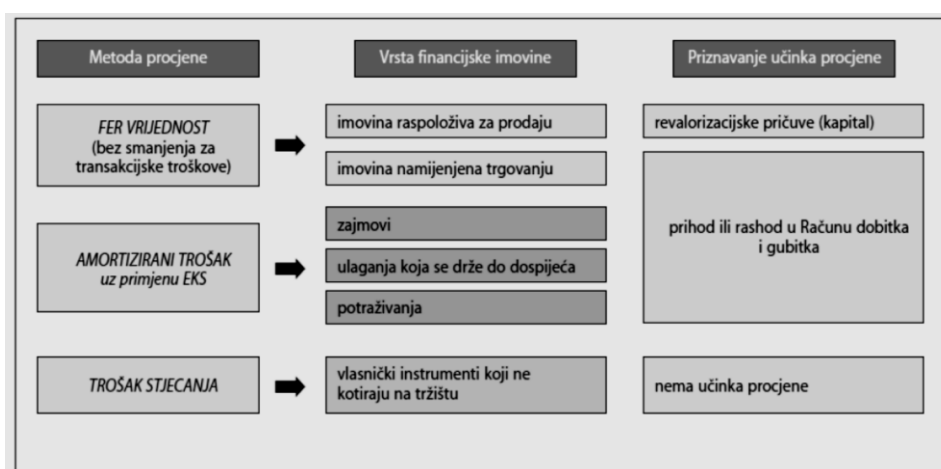 Metoda procjene
Vrsta financijske imovine
Priznavanje učinka procjene
FER VRIJEDNOST
(bez smanjenja za
transakcijske troškove)
imovina raspoloživa za prodaju
imovina namijenjena trgovanju
revalorizacijske pričuve (kapital)
AMORTIZIRANI TROŠAK
uz primjenu EKS
zajmovi
ulaganja koja se drže do dospijeća
potraživanja
prihod ili rashod u Računu dobitka
i gubitka
TROŠAK STJECANJA
vlasnički instrumenti koji ne
kotiraju na tržištu
nema učinka procjene